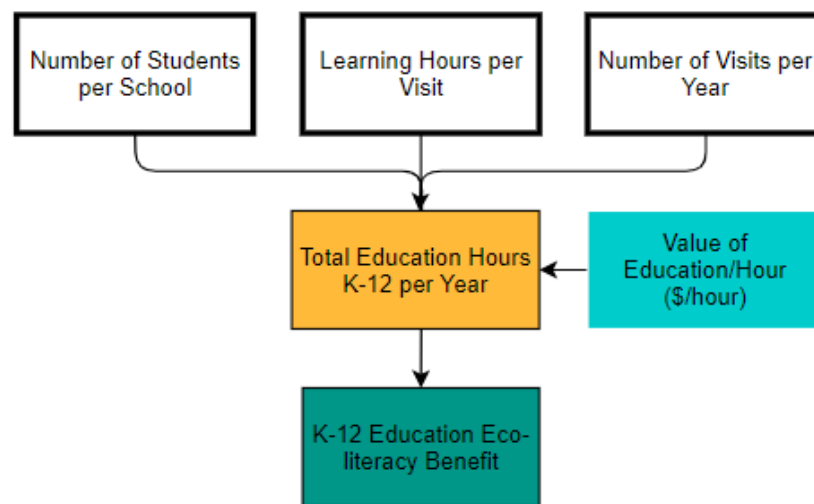 Number of Students
per School
Learning Hours per
Visit
Number of Visits per
Year
Total Education Hours
K-12 per Year
Value of
Education/Hour
($/hour)
K-12 Education Eco-
literacy Benefit